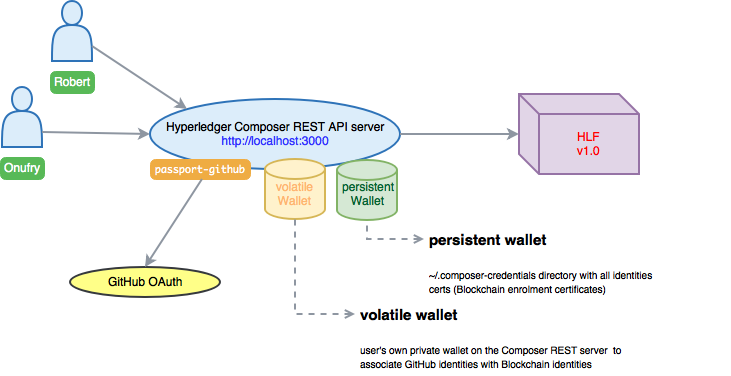 Robert
Onufry
Hyperledger Composer REST API server
http://localhost:3000
passport-github
volatile
Wallet
persistent
Wallet
HLF
v1.0
GitHub OAuth
persistent wallet
~/.composer-credentials directory with all identities
certs (Blockchain enrolment certificates)
volatile wallet
user's own private wallet on the Composer REST server to
associate GitHub identities with Blockchain identities